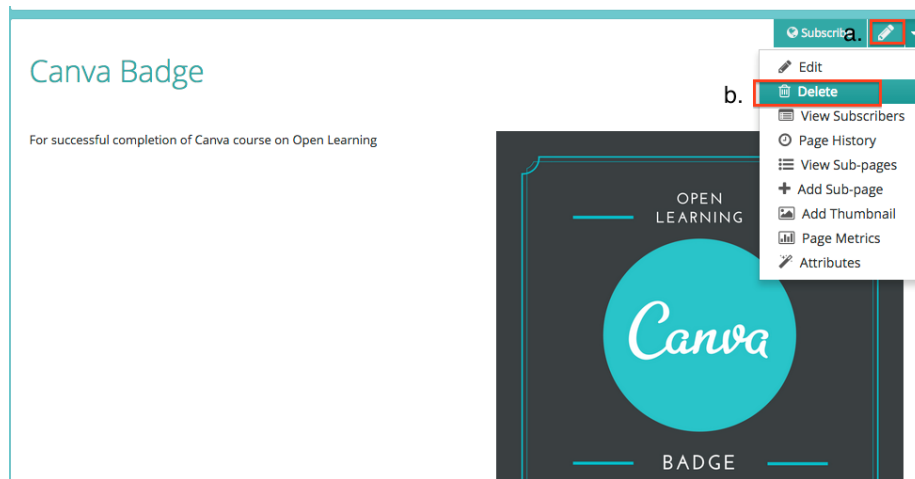 Subscrib
a.
Canva Badge
Edit
b.
Delete
View Subscribers
For successful completion of Canva course on Open Learning
Page History
View Sub-pages
Add Sub-page
Add Thumbnail
Page Metrics
Attributes
OPEN
LEARNING
Canva
BADGE